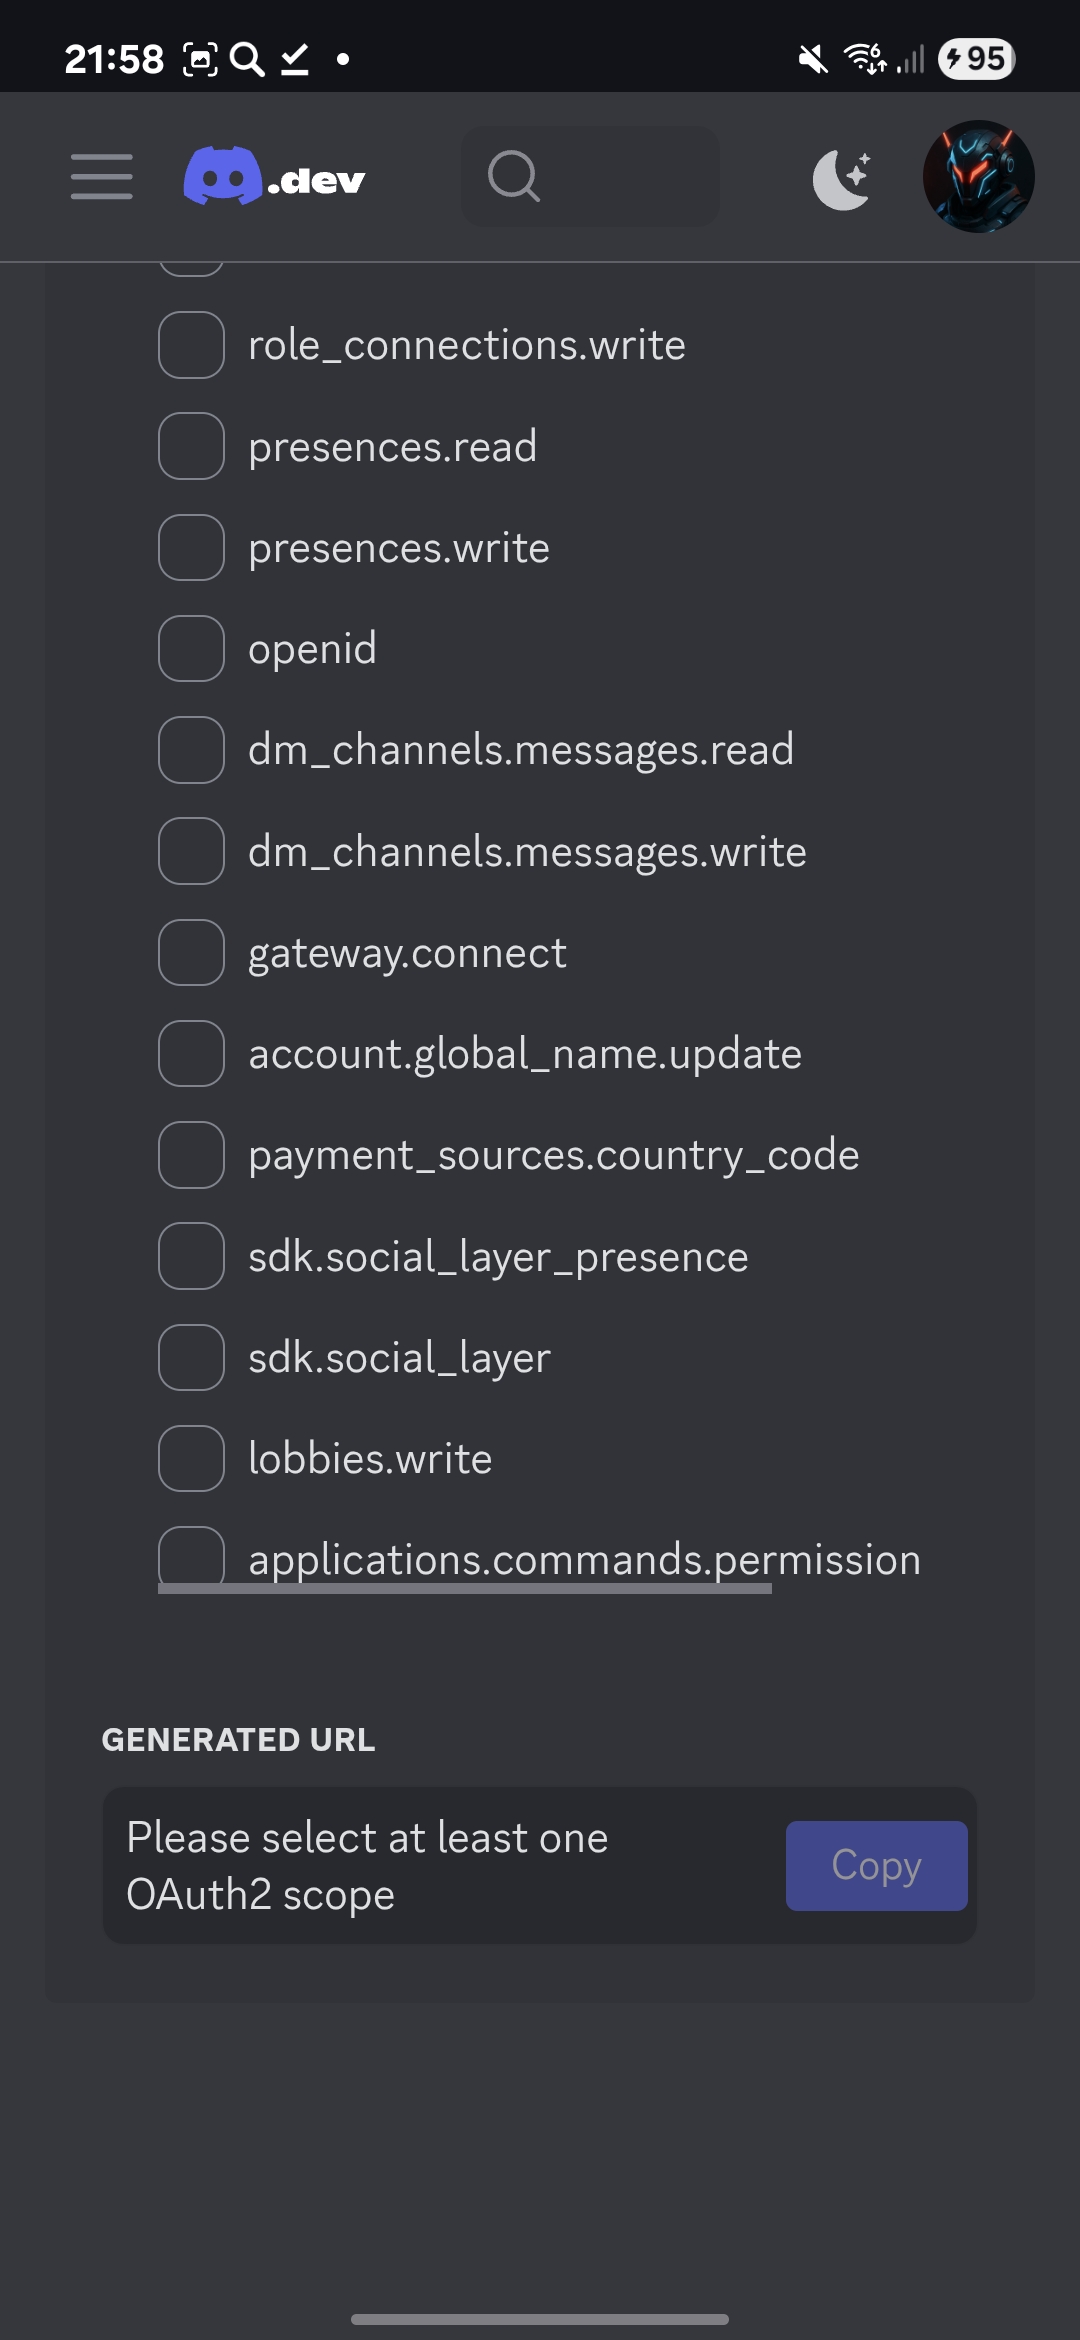 21:58
6
95
.dev
role_connections.write
presences.read
presences.write
openid
dm_channels.messages.read
dm_channels.messages.write
gateway.connect
account.global_name.update
payment_sources.country_code
sdk.social_layer_presence
sdk.social_layer
lobbies.write
applications.commands.permission
GENERATED URL
Please select at least one
OAuth2 scope
Copy